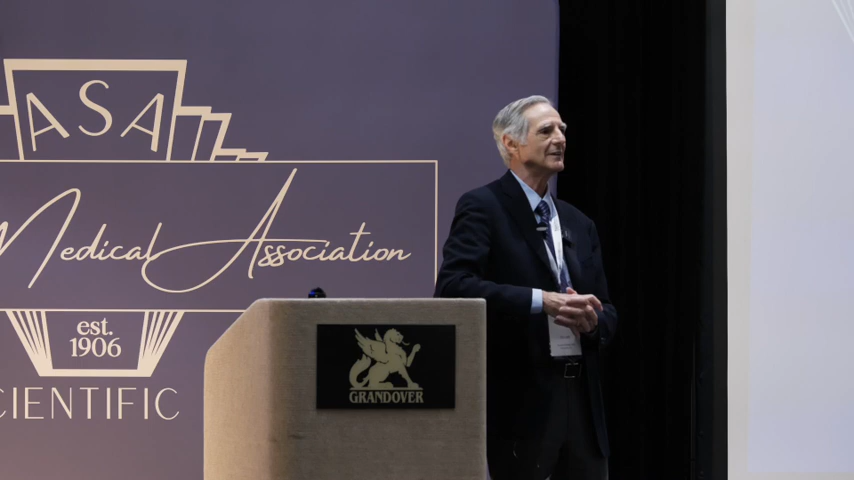 ASA
Medical Association
est.
1906
CIENTIFIC
GRANDOVER